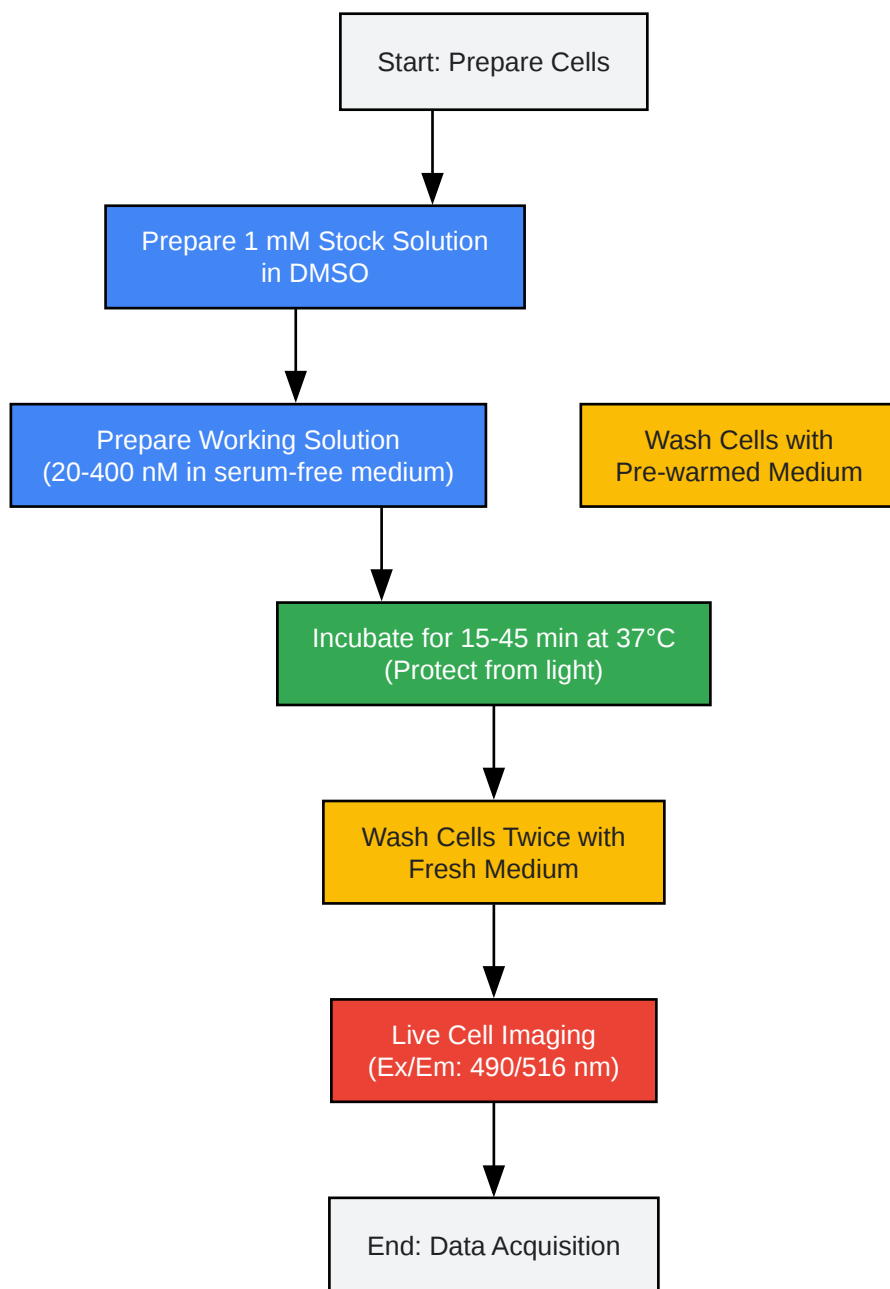 Start: Prepare Cells
Prepare 1 mM Stock Solution
in DMSO
Prepare Working Solution
(20-400 nM in serum-free medium)
Wash Cells with
Pre-warmed Medium
Incubate for 15-45 min at 37°C
(Protect from light)
Wash Cells Twice with
Fresh Medium
Live Cell Imaging
(Ex/Em: 490/516 nm)
End: Data Acquisition